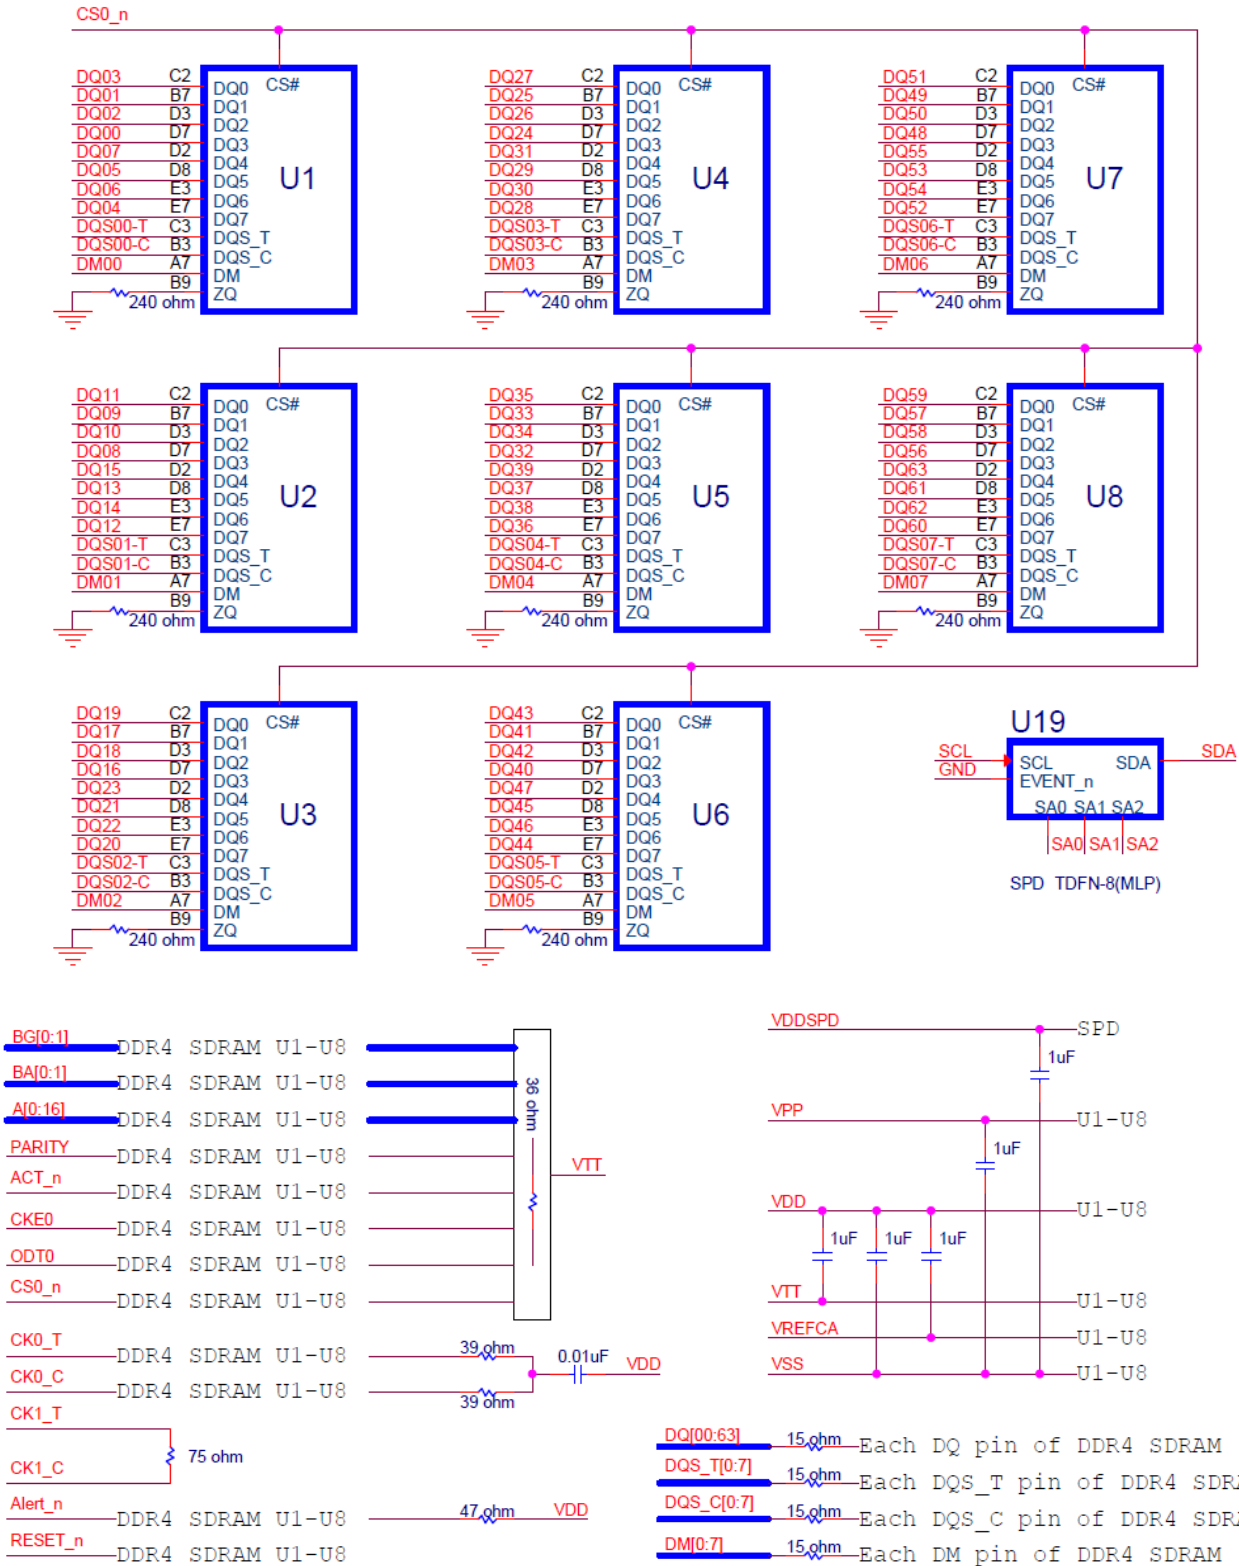 CS0_n
DQ03 C2 DQ0 CS#
DQ01 B7 DQ1
DQ02 D3 DQ2
DQ00 D7 DQ3
DQ07 D2 DQ4
DQ05 D8 DQ5
DQ06 E3 DQ6
DQ04 E7 DQ7
DQS00-T C3 DQS_T
DQS00-C B3 DQS_C
DM00 A7 DM
B9 ZQ
240 ohm
U1
DQ27 C2 DQ0 CS#
DQ25 B7 DQ1
DQ26 D3 DQ2
DQ24 D7 DQ3
DQ31 D2 DQ4
DQ29 D8 DQ5
DQ30 E3 DQ6
DQ28 E7 DQ7
DQS03-T C3 DQS_T
DQS03-C B3 DQS_C
DM03 A7 DM
B9 ZQ
240 ohm
U4
DQ51 C2 DQ0 CS#
DQ49 B7 DQ1
DQ50 D3 DQ2
DQ48 D7 DQ3
DQ55 D2 DQ4
DQ53 D8 DQ5
DQ54 E3 DQ6
DQ52 E7 DQ7
DQS06-T C3 DQS_T
DQS06-C B3 DQS_C
DM06 A7 DM
B9 ZQ
240 ohm
U7
DQ11 C2 DQ0 CS#
DQ09 B7 DQ1
DQ10 D3 DQ2
DQ08 D7 DQ3
DQ15 D2 DQ4
DQ13 D8 DQ5
DQ14 E3 DQ6
DQ12 E7 DQ7
DQS01-T C3 DQS_T
DQS01-C B3 DQS_C
DM01 A7 DM
B9 ZQ
240 ohm
U2
DQ35 C2 DQ0 CS#
DQ33 B7 DQ1
DQ34 D3 DQ2
DQ32 D7 DQ3
DQ39 D2 DQ4
DQ37 D8 DQ5
DQ38 E3 DQ6
DQ36 E7 DQ7
DQS04-T C3 DQS_T
DQS04-C B3 DQS_C
DM04 A7 DM
B9 ZQ
240 ohm
U5
DQ59 C2 DQ0 CS#
DQ57 B7 DQ1
DQ58 D3 DQ2
DQ56 D7 DQ3
DQ63 D2 DQ4
DQ61 D8 DQ5
DQ62 E3 DQ6
DQ60 E7 DQ7
DQS07-T C3 DQS_T
DQS07-C B3 DQS_C
DM07 A7 DM
B9 ZQ
240 ohm
U8
DQ19 C2 DQ0 CS#
DQ17 B7 DQ1
DQ18 D3 DQ2
DQ16 D7 DQ3
DQ23 D2 DQ4
DQ21 D8 DQ5
DQ22 E3 DQ6
DQ20 E7 DQ7
DQS02-T C3 DQS_T
DQS02-C B3 DQS_C
DM02 A7 DM
B9 ZQ
240 ohm
U3
DQ43 C2 DQ0 CS#
DQ41 B7 DQ1
DQ42 D3 DQ2
DQ40 D7 DQ3
DQ47 D2 DQ4
DQ45 D8 DQ5
DQ46 E3 DQ6
DQ44 E7 DQ7
DQS05-T C3 DQS_T
DQS05-C B3 DQS_C
DM05 A7 DM
B9 ZQ
240 ohm
U6
U19
SCL SCL SDA SDA
GND EVENT_n
SA0 SA1 SA2
SA0 SA1 SA2
SPD TDFN-8(MLP)
BG[0:1] DDR4 SDRAM U1-U8
BA[0:1] DDR4 SDRAM U1-U8
A[0:16] DDR4 SDRAM U1-U8
PARITY DDR4 SDRAM U1-U8
ACT_n DDR4 SDRAM U1-U8
CKE0 DDR4 SDRAM U1-U8
ODT0 DDR4 SDRAM U1-U8
CS0_n DDR4 SDRAM U1-U8
36 ohm
VTT
CK0_T DDR4 SDRAM U1-U8 39 ohm
0.01uF VDD
CK0_C DDR4 SDRAM U1-U8 39 ohm
CK1_T
75 ohm
CK1_C
Alert_n DDR4 SDRAM U1-U8 47 ohm VDD
RESET_n DDR4 SDRAM U1-U8
VDDSPD SPD
1uF
VPP U1-U8
1uF
VDD U1-U8
1uF 1uF 1uF
VTT U1-U8
VREFCA U1-U8
VSS U1-U8
DQ[00:63] 15 ohm Each DQ pin of DDR4 SDRAM
DQS_T[0:7] 15 ohm Each DQS_T pin of DDR4 SDRA
DQS_C[0:7] 15 ohm Each DQS_C pin of DDR4 SDRA
DM[0:7] 15 ohm Each DM pin of DDR4 SDRAM